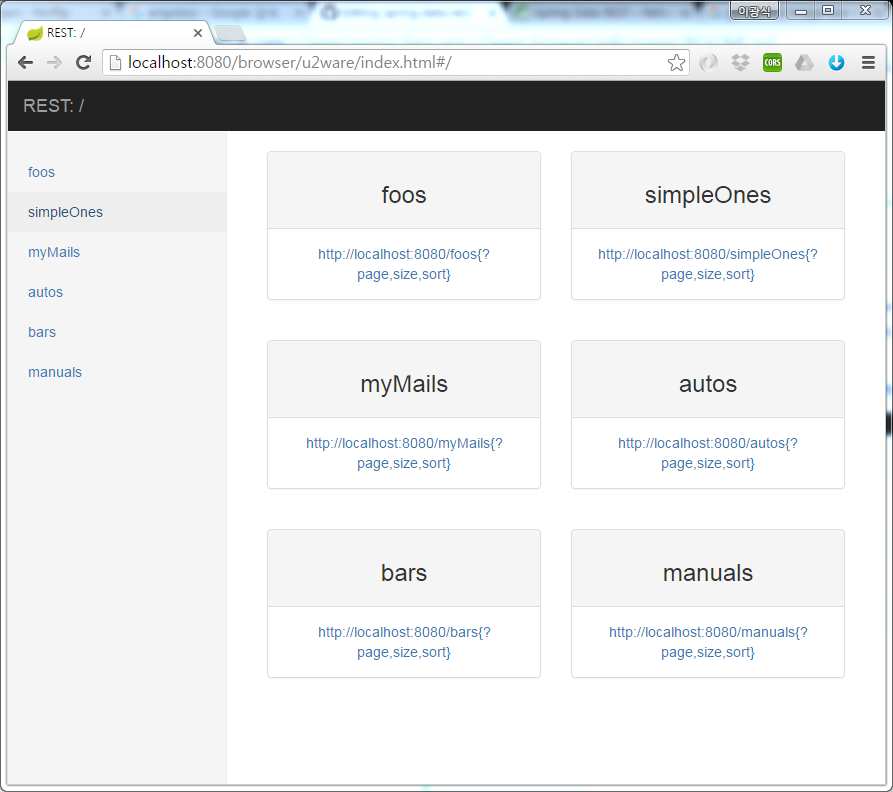 이광식
REST: /
localhost:8080/browser/u2ware/index.html#/
CORS
REST: /
foos
simpleOnes
myMails
autos
bars
manuals
foos
http://localhost:8080/foos{?
page,size,sort}
simpleOnes
http://localhost:8080/simpleOnes{?
page,size,sort}
myMails
http://localhost:8080/myMails{?
page,size,sort}
autos
http://localhost:8080/autos{?
page,size,sort}
bars
http://localhost:8080/bars{?
page,size,sort}
manuals
http://localhost:8080/manuals{?
page,size,sort}